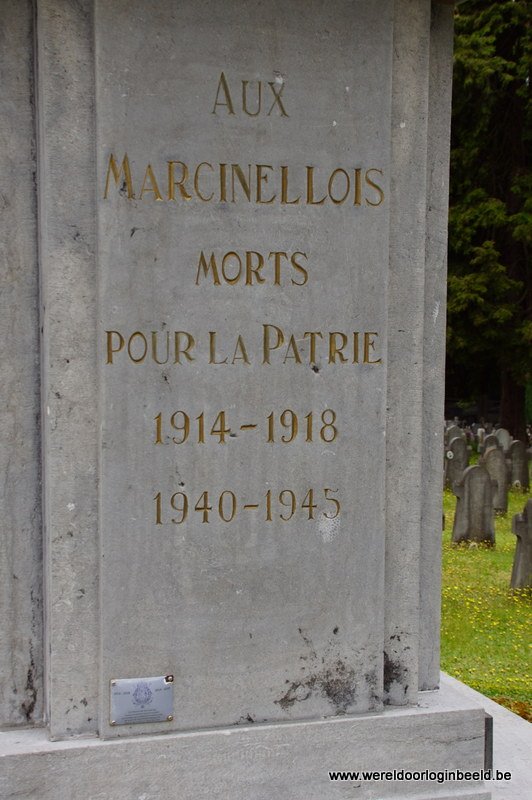 AUX
MARCINELLOIS
MORTS
POUR LA PATRIE
1914-1918
1940-1945
www.wereldoorloginbeeld.be